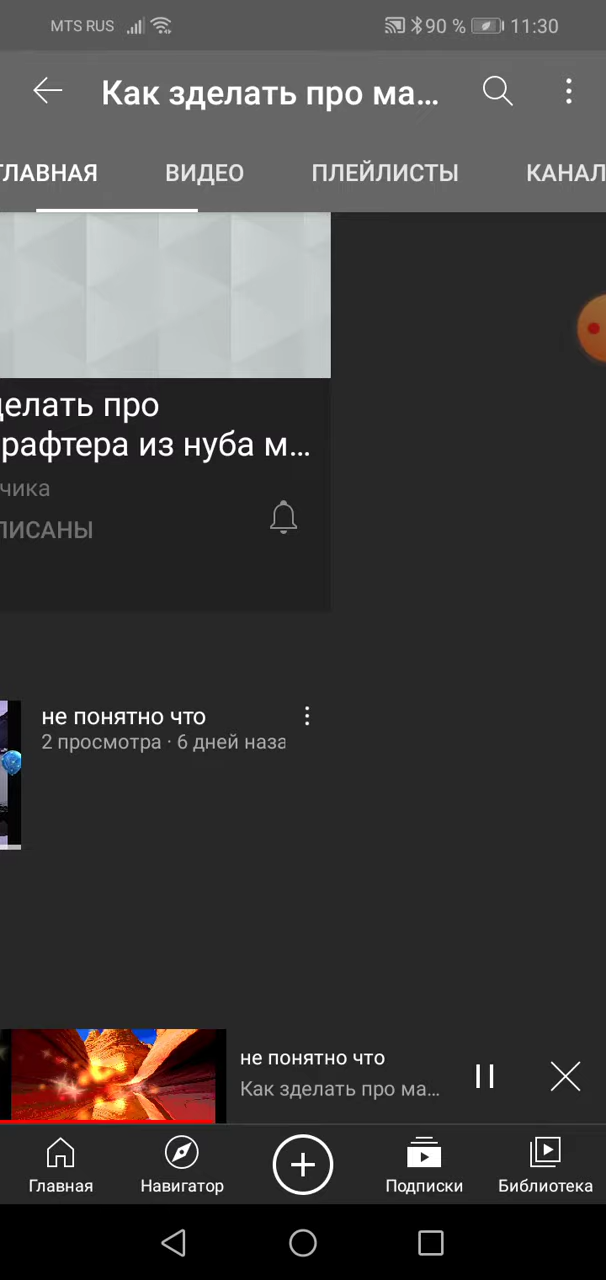 MTS RUS 90 % 11:30
Как зделать про ма...
ГЛАВНАЯ ВИДЕО ПЛЕЙЛИСТЫ КАНАЛ
делать про
рафтера из нуба м...
чика
ПИСАНЫ
не понятно что
2 просмотра · 6 дней наза
не понятно что
Как зделать про ма...
Главная Навигатор Подписки Библиотека